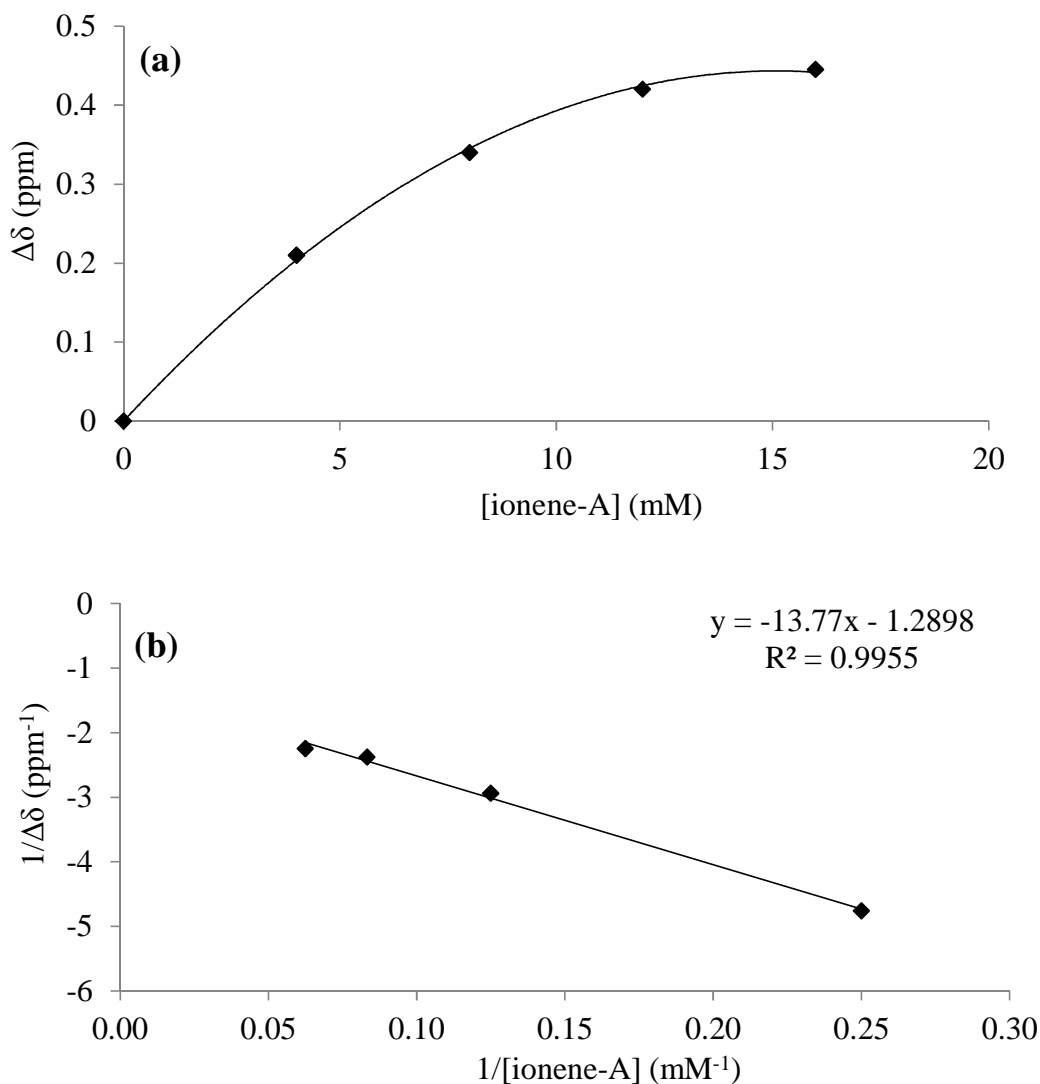 0.5
(a)
0.4
0.3
0.2
0.1
0
Δδ (ppm)
0 5 10 15 20
[ionene-A] (mM)
0
(b)
y = -13.77x - 1.2898
R² = 0.9955
-1
-2
-3
-4
-5
-6
1/Δδ (ppm⁻¹)
0.00 0.05 0.10 0.15 0.20 0.25 0.30
1/[ionene-A] (mM⁻¹)